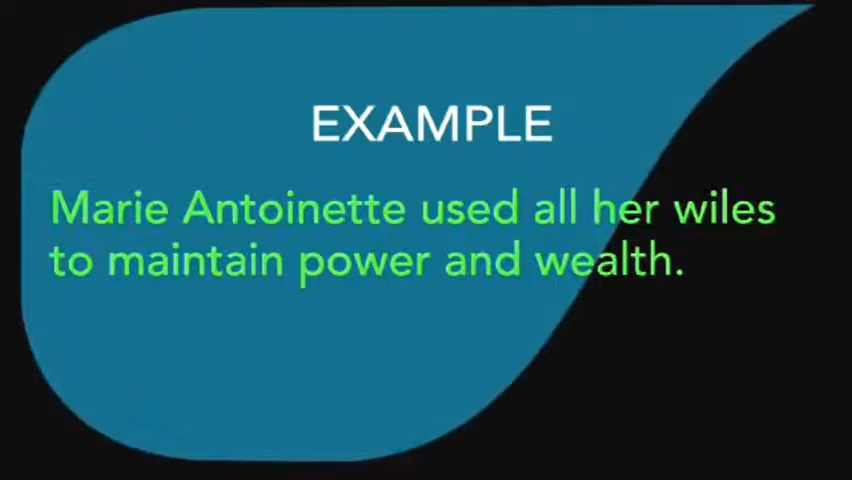 EXAMPLE
Marie Antoinette used all her wiles
to maintain power and wealth.